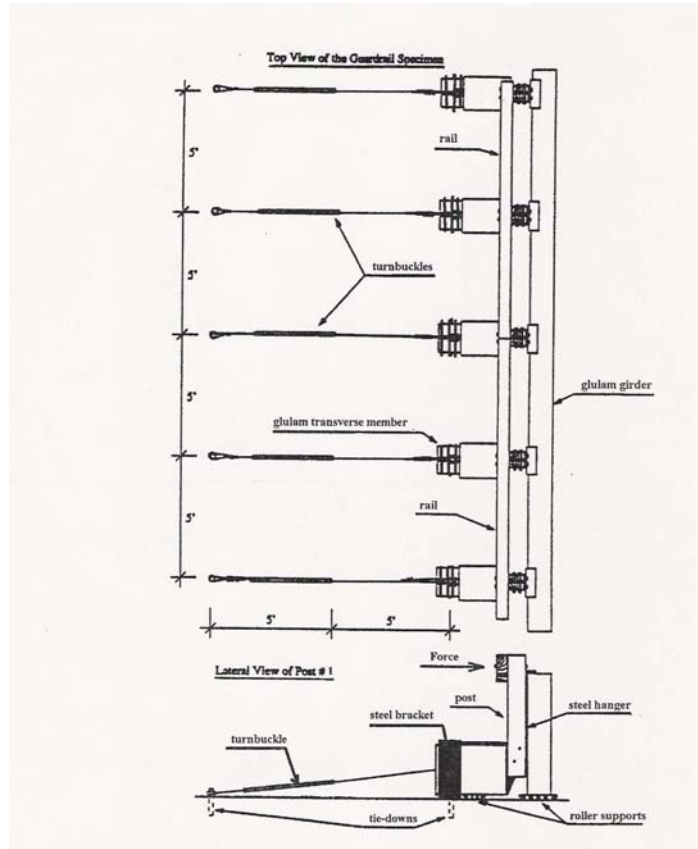 Top View of the Guardrail Specimen
rail
5'
turnbuckles
5'
glulam girder
5'
glulam transverse member
rail
5'
5'
5'
Force
Lateral View of Post # 1
post
steel hanger
steel bracket
turnbuckle
tie-downs
roller supports